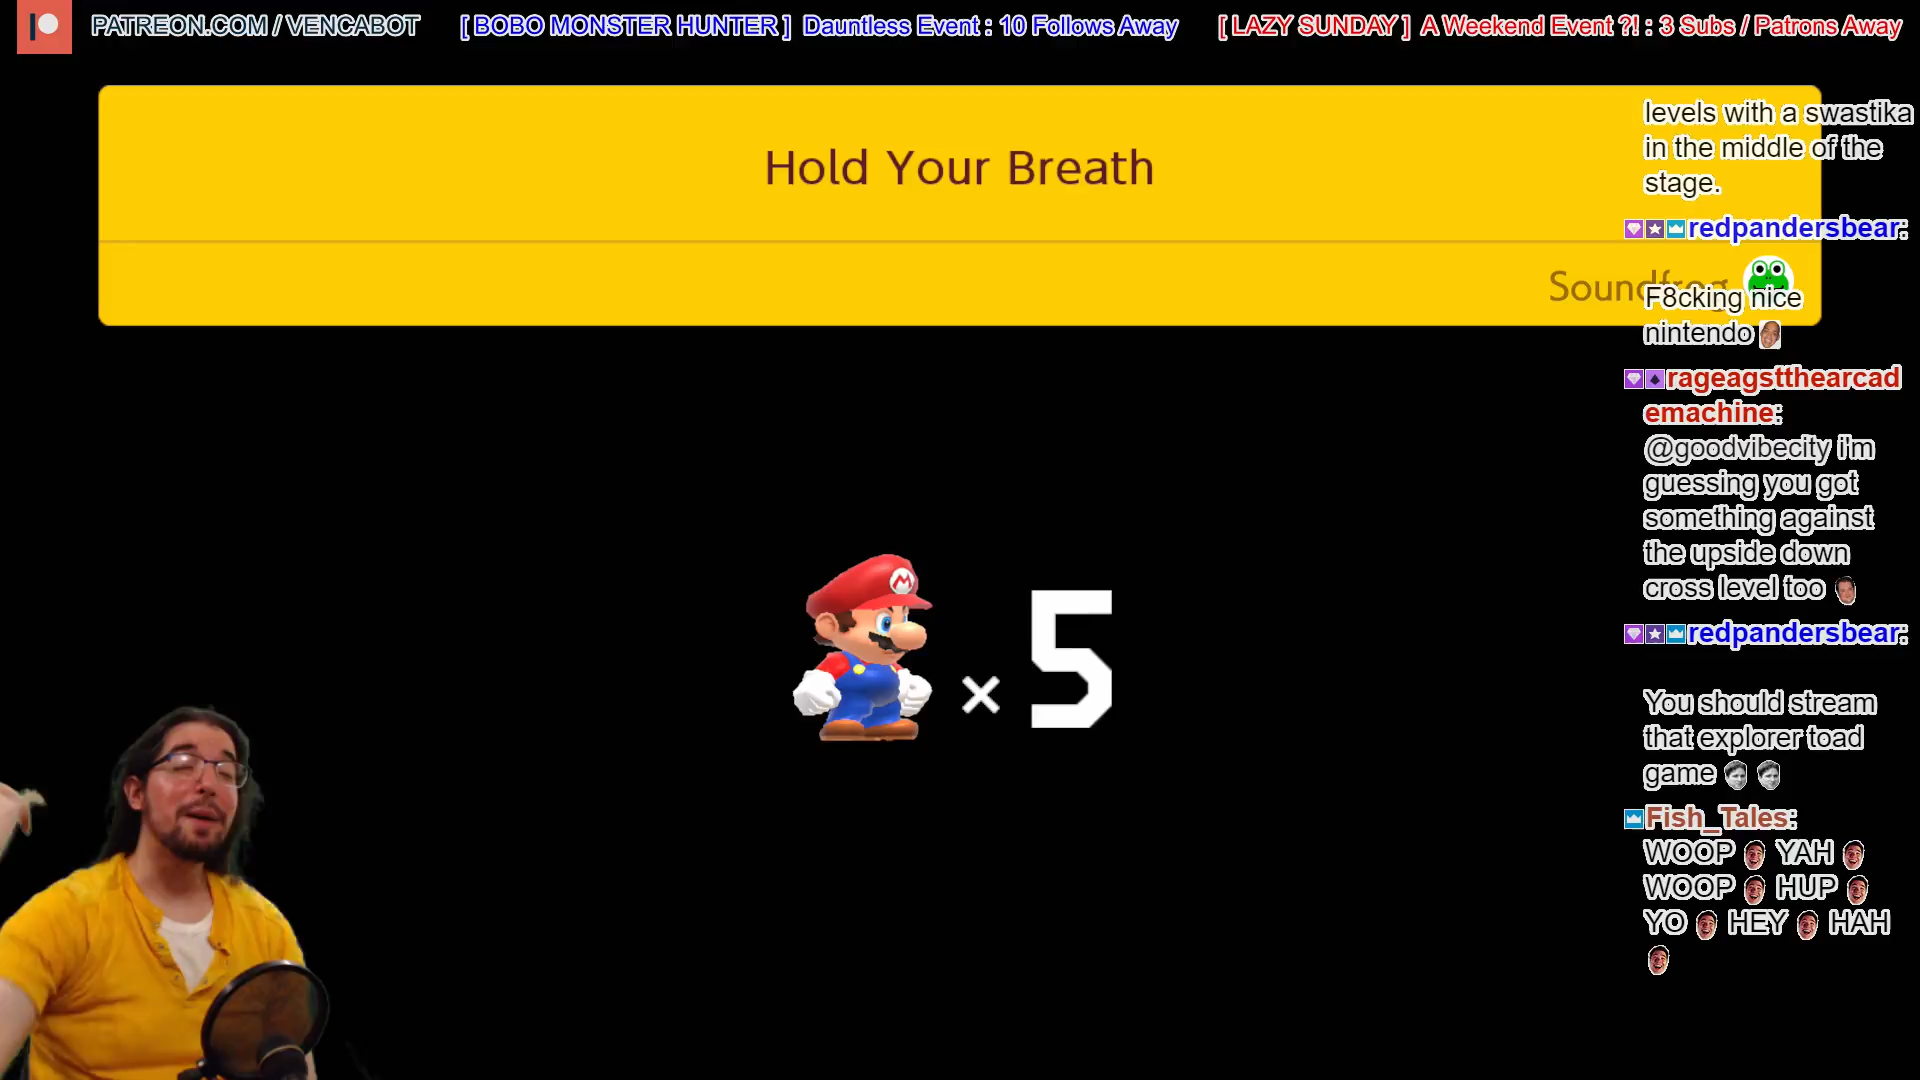 PATREON.COM / VENCABOT
[ BOBO MONSTER HUNTER ] Dauntless Event : 10 Follows Away
[ LAZY SUNDAY ] A Weekend Event ?! : 3 Subs / Patrons Away
Hold Your Breath
Soundfrog
× 5
levels with a swastika
in the middle of the
stage.
redpandersbear:
F8cking nice
nintendo
rageagstthearcad
emachine:
@goodvibecity i'm
guessing you got
something against
the upside down
cross level too
redpandersbear:
You should stream
that explorer toad
game
Fish_Tales:
WOOP YAH
WOOP HUP
YO HEY HAH